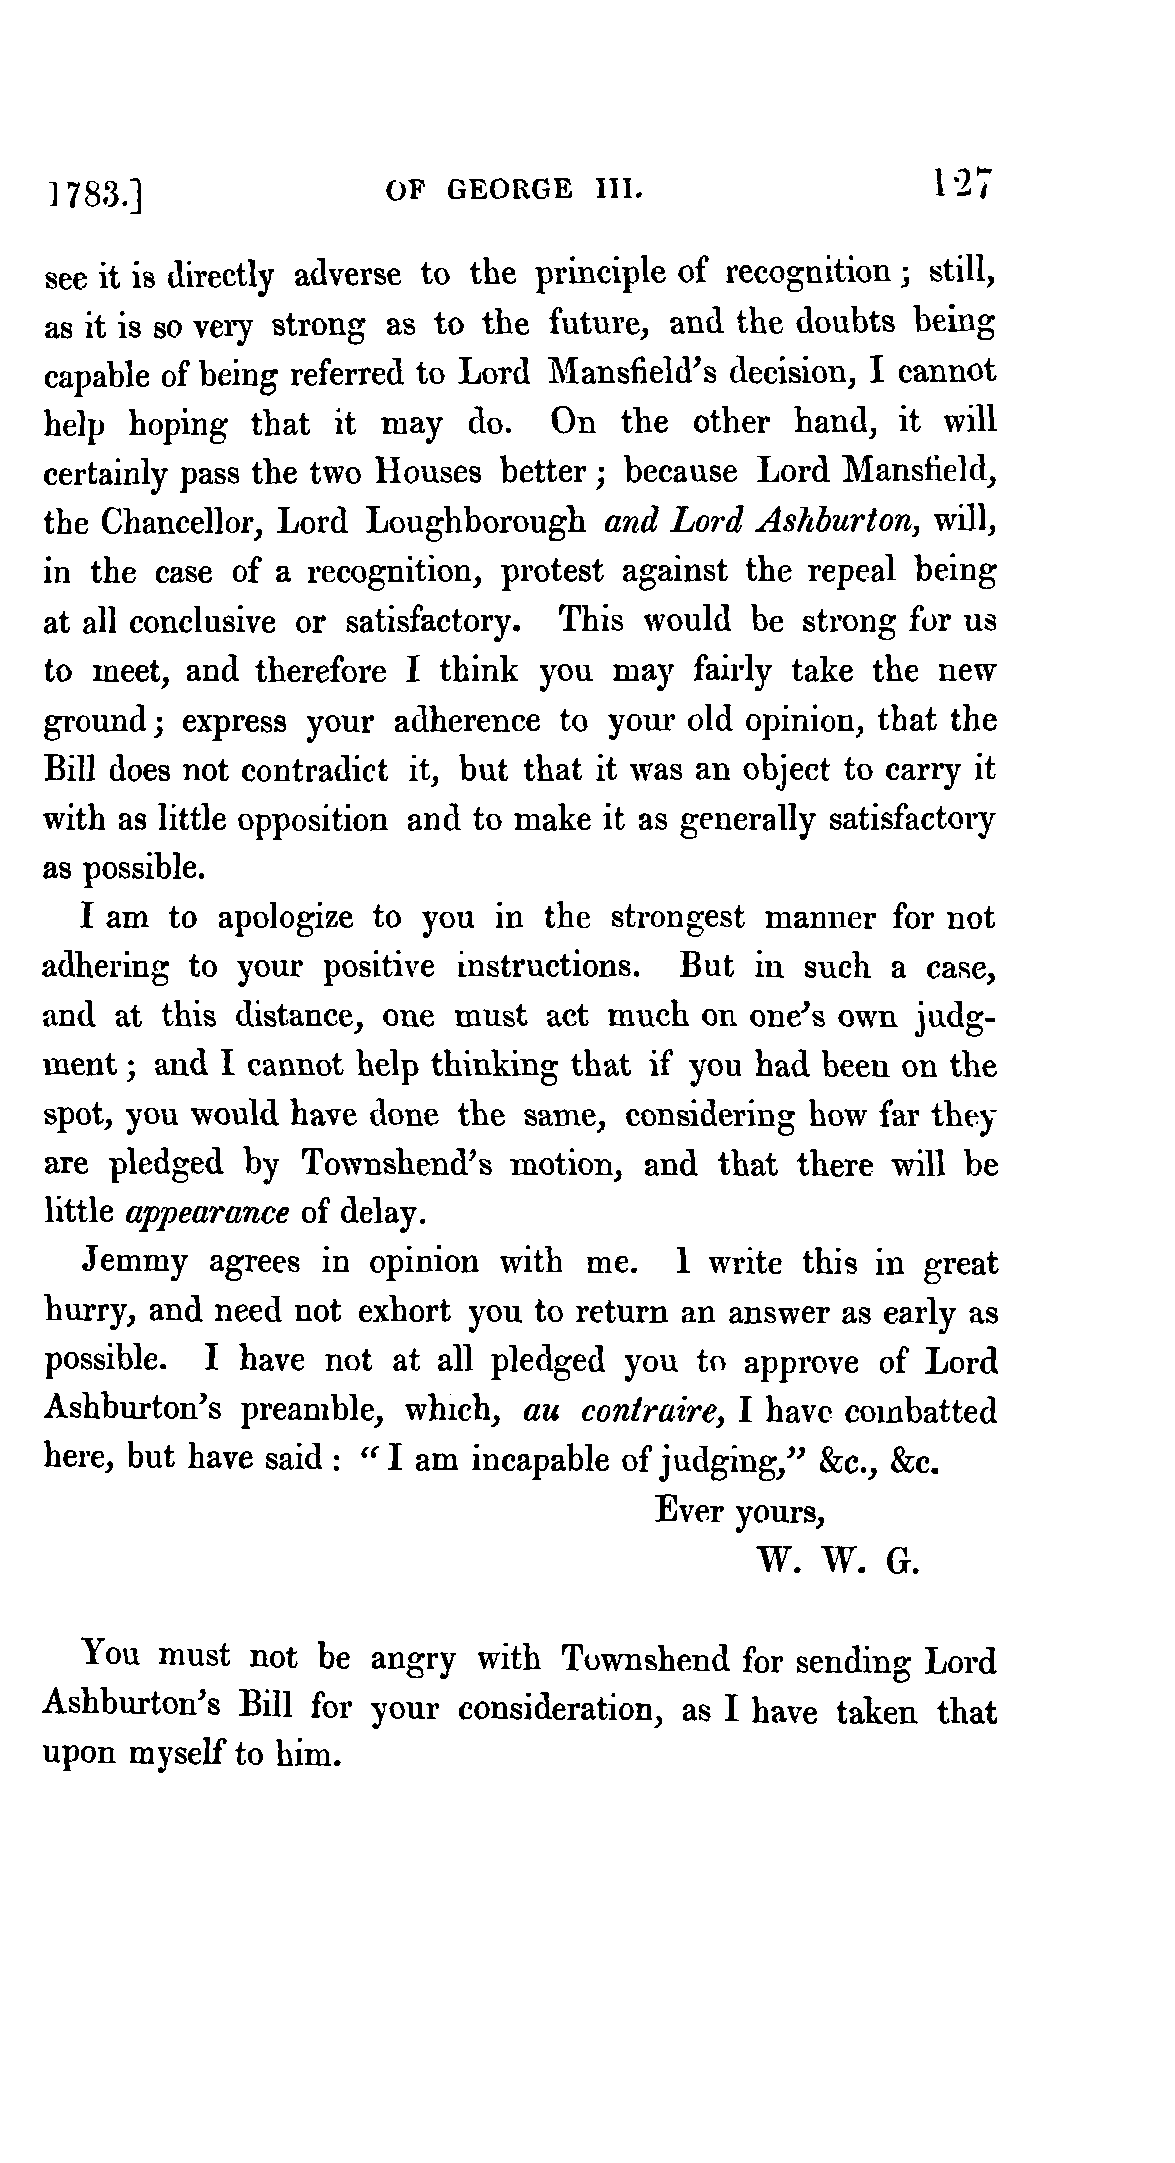 1783.] OF GEORGE III. 127
see it is directly adverse to the principle of recognition; still,
as it is so very strong as to the future, and the doubts being
capable of being referred to Lord Mansfield's decision, I cannot
help hoping that it may do. On the other hand, it will
certainly pass the two Houses better; because Lord Mansfield,
the Chancellor, Lord Loughborough and Lord Ashburton, will,
in the case of a recognition, protest against the repeal being
at all conclusive or satisfactory. This would be strong for us
to meet, and therefore I think you may fairly take the new
ground; express your adherence to your old opinion, that the
Bill does not contradict it, but that it was an object to carry it
with as little opposition and to make it as generally satisfactory
as possible.
I am to apologize to you in the strongest manner for not
adhering to your positive instructions. But in such a case,
and at this distance, one must act much on one's own judg-
ment; and I cannot help thinking that if you had been on the
spot, you would have done the same, considering how far they
are pledged by Townshend's motion, and that there will be
little appearance of delay.
Jemmy agrees in opinion with me. I write this in great
hurry, and need not exhort you to return an answer as early as
possible. I have not at all pledged you to approve of Lord
Ashburton's preamble, which, au contraire, I have combatted
here, but have said: "I am incapable of judging," &c., &c.
Ever yours,
W. W. G.
You must not be angry with Townshend for sending Lord
Ashburton's Bill for your consideration, as I have taken that
upon myself to him.